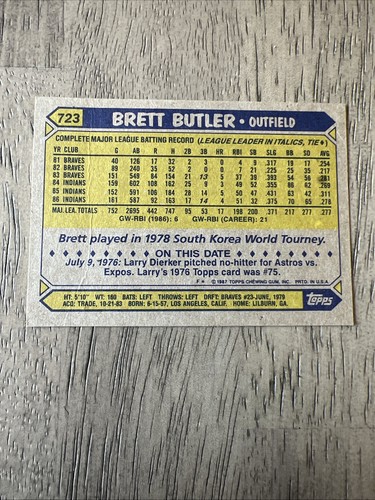 723 BRETT BUTLER • OUTFIELD
COMPLETE MAJOR LEAGUE BATTING RECORD (LEAGUE LEADER IN ITALICS, TIE♦)
YR CLUB G AB R H 2B 3B HR RBI SB SLG BB SO AVG
81 BRAVES 40 126 17 32 2 3 0 4 9 .317 19 17 .254
82 BRAVES 89 240 35 52 2 0 0 7 21 .225 25 35 .217
83 BRAVES 151 549 84 154 21 13 5 37 39 .393 54 56 .281
84 INDIANS 159 602 108 162 25 9 3 49 52 .355 86 62 .269
85 INDIANS 152 591 106 184 28 14 5 50 47 .431 63 42 .311
86 INDIANS 161 587 92 163 17 14 4 51 32 .375 70 65 .278
MAJ. LEA. TOTALS 752 2695 442 747 95 53 17 198 200 .371 317 277 .277
GW-RBI (1986): 6 GW-RBI (CAREER): 21
Brett played in 1978 South Korea World Tourney.
ON THIS DATE
July 9, 1976: Larry Dierker pitched no-hitter for Astros vs.
Expos. Larry's 1976 Topps card was #75.
F* © 1987 TOPPS CHEWING GUM, INC. PRTD. IN U.S.A.
HT: 5'10" WT: 160 BATS: LEFT THROWS: LEFT DRFT: BRAVES #23-JUNE, 1979
ACQ: TRADE, 10-21-83 BORN: 6-15-57, LOS ANGELES, CALIF. HOME: LILBURN, GA.
Topps